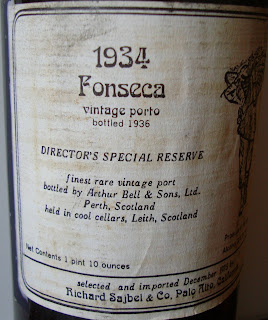 1934
Fonseca
vintage porto
bottled 1936
DIRECTOR'S SPECIAL RESERVE
finest rare vintage port
bottled by Arthur Bell & Sons, Ltd.
Perth, Scotland
held in cool cellars, Leith, Scotland
Net Contents 1 pint 10 ounces
selected and imported December
Richard Sajbel & Co. Palo Alto,